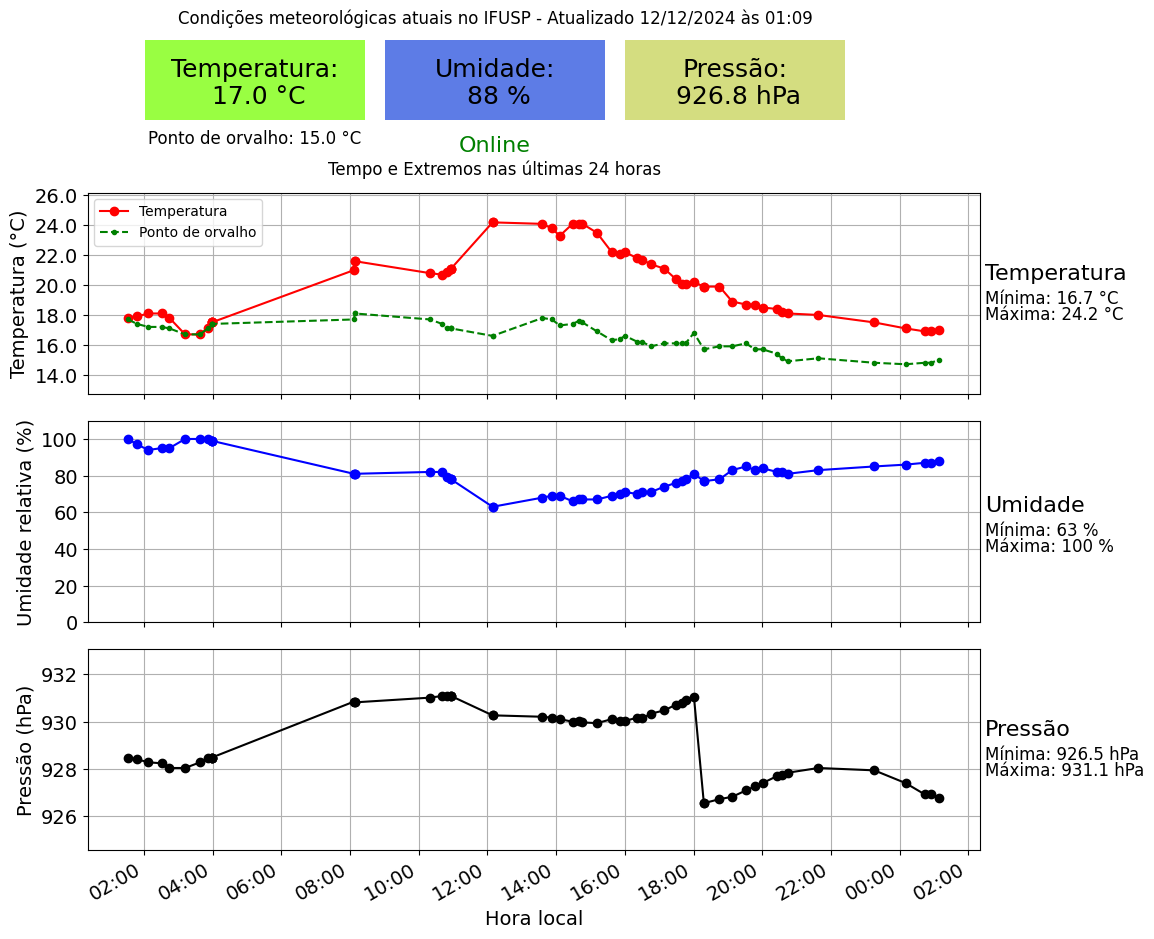 Condições meteorológicas atuais no IFUSP - Atualizado 12/12/2024 às 01:09
Temperatura:
17.0 °C
Umidade:
88 %
Pressão:
926.8 hPa
Ponto de orvalho: 15.0 °C
Online
Tempo e Extremos nas últimas 24 horas
Temperatura (°C)
26.0
24.0
22.0
20.0
18.0
16.0
14.0
Temperatura
Ponto de orvalho
Temperatura
Mínima: 16.7 °C
Máxima: 24.2 °C
Umidade relativa (%)
100
80
60
40
20
0
Umidade
Mínima: 63 %
Máxima: 100 %
Pressão (hPa)
932
930
928
926
Pressão
Mínima: 926.5 hPa
Máxima: 931.1 hPa
02:00 04:00 06:00 08:00 10:00 12:00 14:00 16:00 18:00 20:00 22:00 00:00 02:00
Hora local